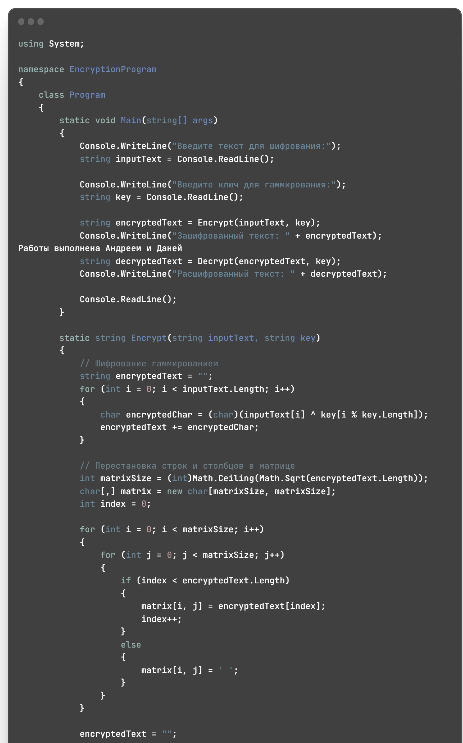 using System;
namespace EncryptionProgram
{
    class Program
    {
        static void Main(string[] args)
        {
            Console.WriteLine("Введите текст для шифрования:");
            string inputText = Console.ReadLine();
            Console.WriteLine("Введите ключ для гаммирования:");
            string key = Console.ReadLine();
            string encryptedText = Encrypt(inputText, key);
            Console.WriteLine("Зашифрованный текст: " + encryptedText);
Работы выполнена Андреем и Даней
            string decryptedText = Decrypt(encryptedText, key);
            Console.WriteLine("Расшифрованный текст: " + decryptedText);
            Console.ReadLine();
        }
        static string Encrypt(string inputText, string key)
        {
            // Шифрование гаммированием
            string encryptedText = "";
            for (int i = 0; i < inputText.Length; i++)
            {
                char encryptedChar = (char)(inputText[i] ^ key[i % key.Length]);
                encryptedText += encryptedChar;
            }
            // Перестановка строк и столбцов в матрице
            int matrixSize = (int)Math.Ceiling(Math.Sqrt(encryptedText.Length));
            char[,] matrix = new char[matrixSize, matrixSize];
            int index = 0;
            for (int i = 0; i < matrixSize; i++)
            {
                for (int j = 0; j < matrixSize; j++)
                {
                    if (index < encryptedText.Length)
                    {
                        matrix[i, j] = encryptedText[index];
                        index++;
                    }
                    else
                    {
                        matrix[i, j] = ' ';
                    }
                }
            }
            encryptedText = "";